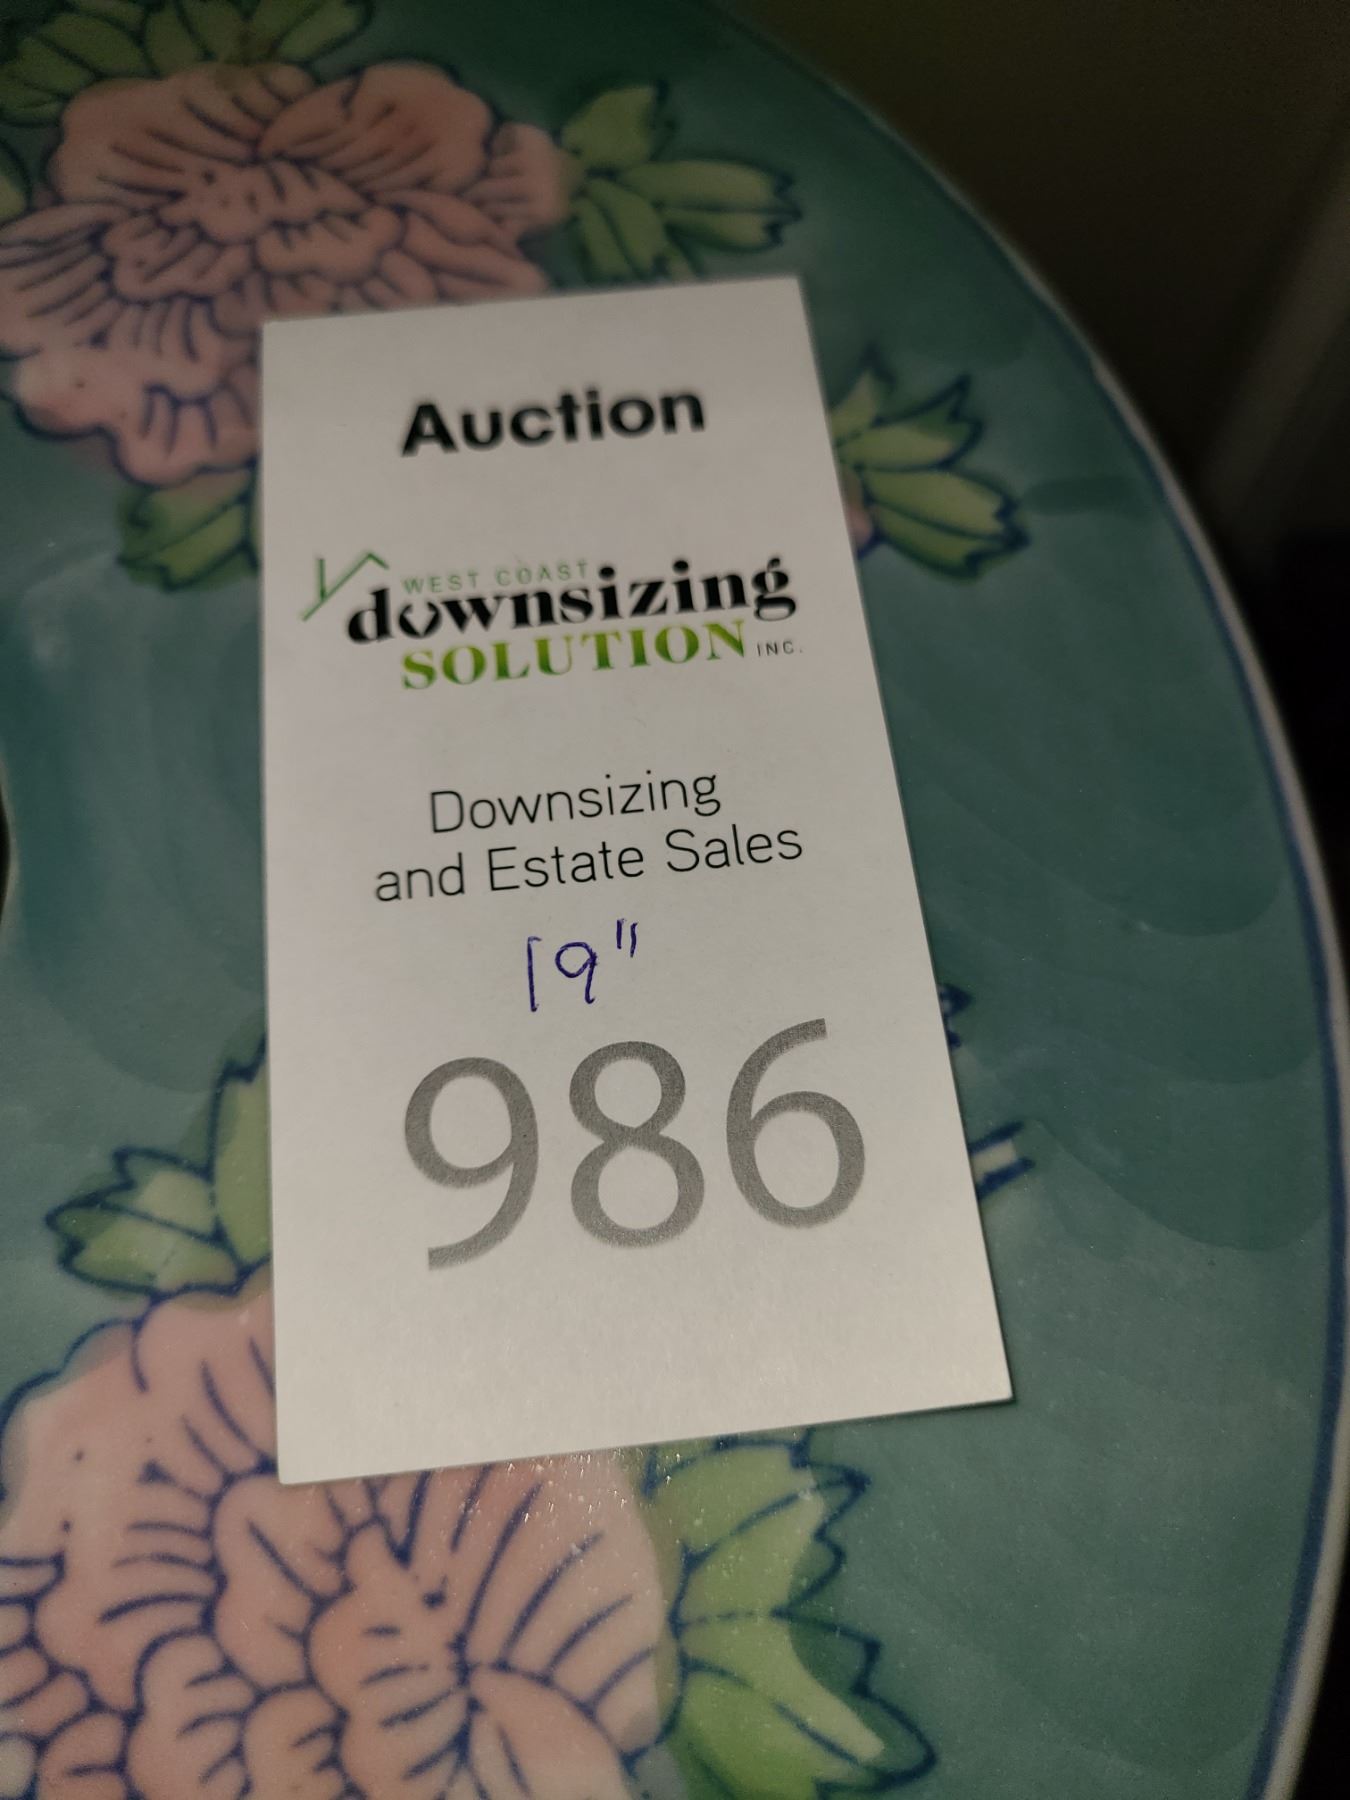 Auction
WEST COAST
downsizing
SOLUTION INC.
Downsizing
and Estate Sales
19"
986